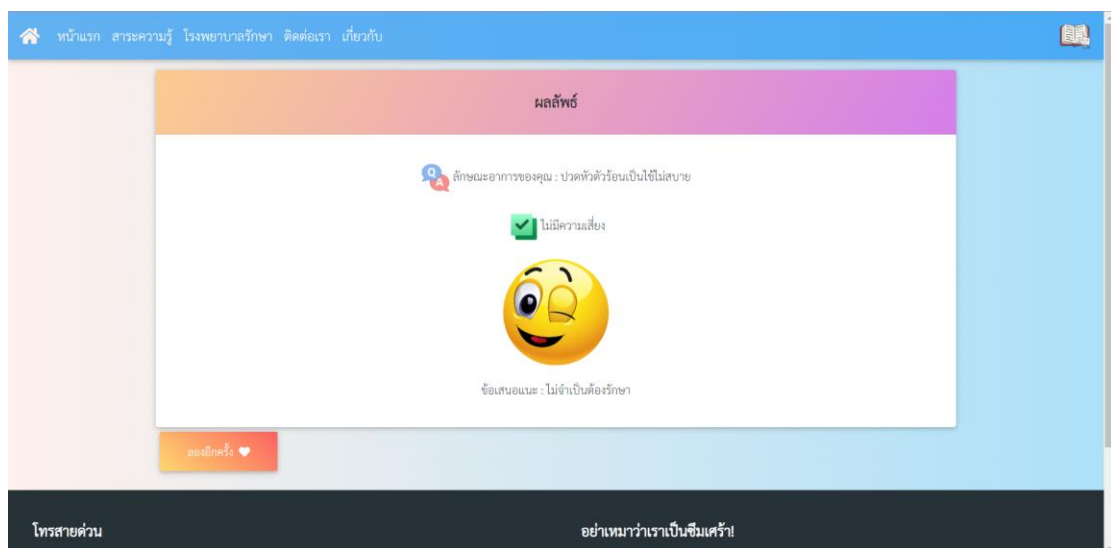 หน้าแรก สาระความรู้ โรงพยาบาลรักษา ติดต่อเรา เกี่ยวกับ
ผลลัพธ์
Q A ลักษณะอาการของคุณ : ปวดหัวตัวร้อนเป็นไข้ไม่สบาย
ไม่มีความเสี่ยง
ข้อเสนอแนะ : ไม่จำเป็นต้องรักษา
ลองอีกครั้ง
โทรสายด่วน อย่าเหมาว่าเราเป็นซึมเศร้า!